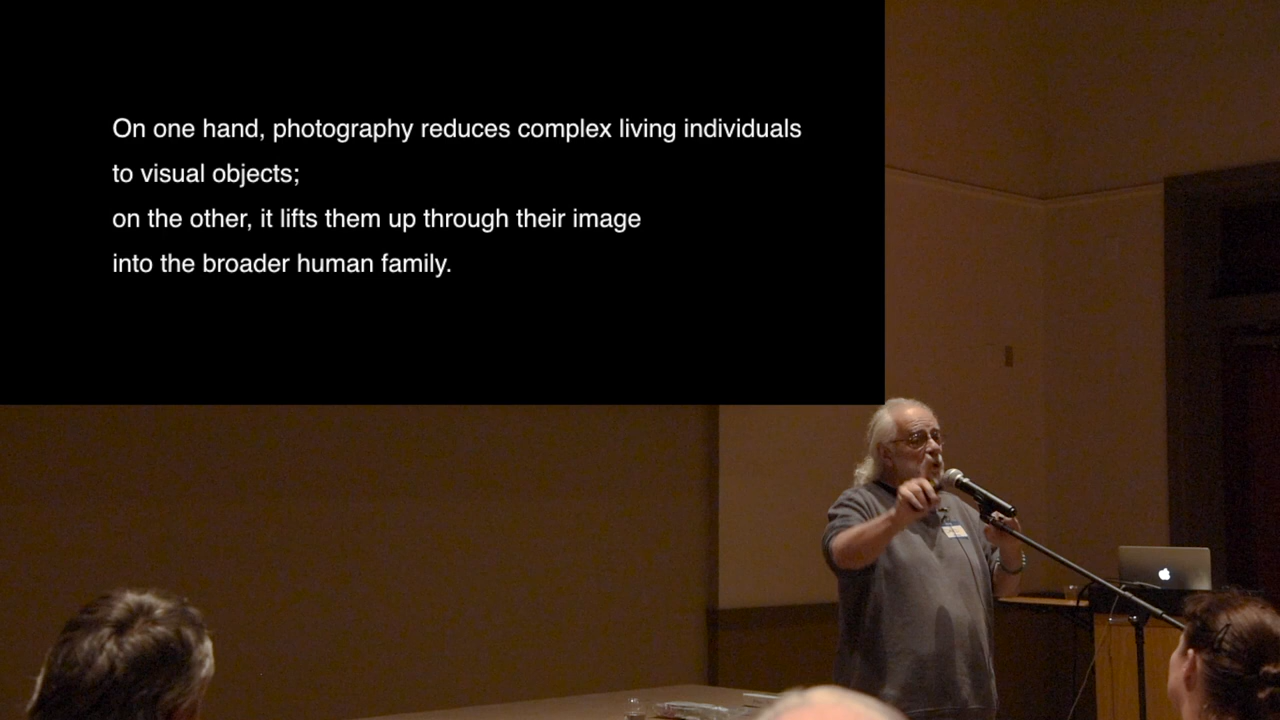 On one hand, photography reduces complex living individuals
to visual objects;
on the other, it lifts them up through their image
into the broader human family.